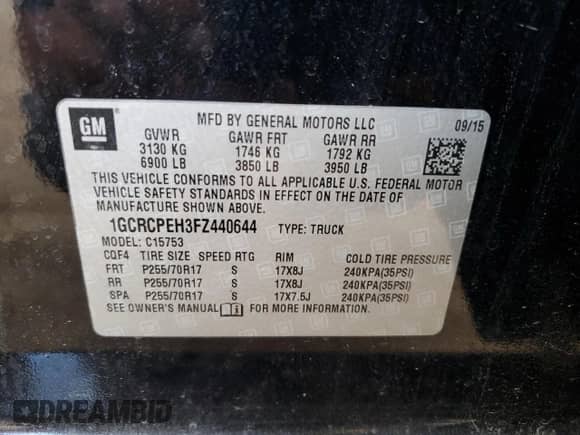 GM
MFD BY GENERAL MOTORS LLC
09/15
GVWR GAWR FRT GAWR RR
3130 KG 1746 KG 1792 KG
6900 LB 3850 LB 3950 LB
THIS VEHICLE CONFORMS TO ALL APPLICABLE U.S. FEDERAL MOTOR
VEHICLE SAFETY STANDARDS IN EFFECT ON THE DATE OF
MANUFACTURE SHOWN ABOVE.
1GCRCPEH3FZ440644 TYPE: TRUCK
MODEL: C15753
CQF4 TIRE SIZE SPEED RTG RIM COLD TIRE PRESSURE
FRT P255/70R17 S 17X8J 240KPA(35PSI)
RR P255/70R17 S 17X8J 240KPA(35PSI)
SPA P255/70R17 S 17X7.5J 240KPA(35PSI)
SEE OWNER'S MANUAL FOR MORE INFORMATION.
DREAMBID